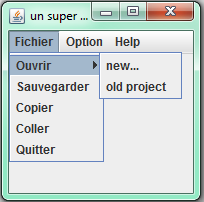 un super ...
Fichier Option Help
Ouvrir
new...
old project
Sauvegarder
Copier
Coller
Quitter